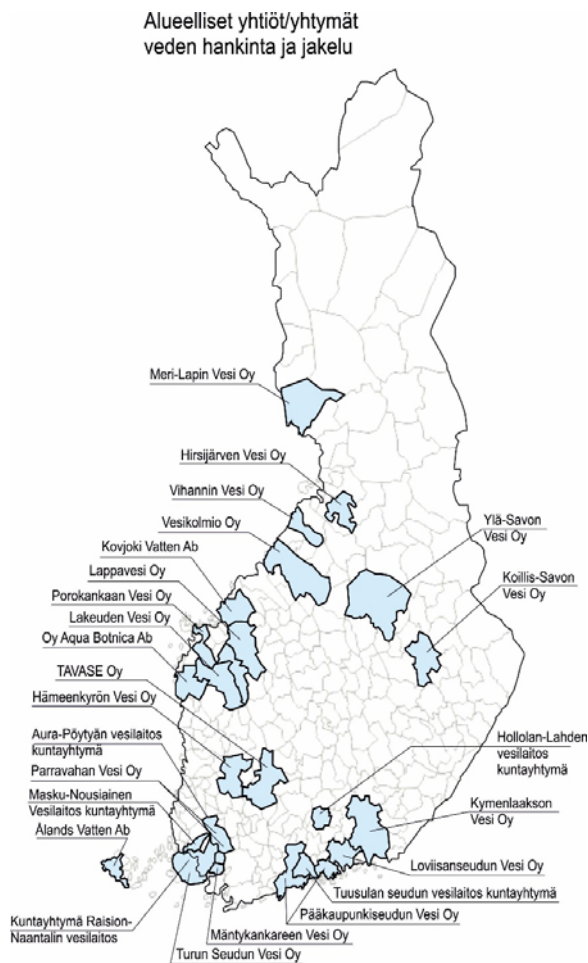 Alueelliset yhtiöt/yhtymät
veden hankinta ja jakelu
Meri-Lapin Vesi Oy
Hirsijärven Vesi Oy
Vihannin Vesi Oy
Vesikolmio Oy
Kovjoki Vatten Ab
Lappavesi Oy
Porokankaan Vesi Oy
Lakeuden Vesi Oy
Oy Aqua Botnica Ab
TAVASE Oy
Hämeenkyrön Vesi Oy
Aura-Pöytyän vesilaitos
kuntayhtymä
Parravahan Vesi Oy
Masku-Nousiainen
Vesilaitos kuntayhtymä
Ålands Vatten Ab
Kuntayhtymä Raision-
Naantalin vesilaitos
Turun Seudun Vesi Oy
Mäntykankareen Vesi Oy
Pääkaupunkiseudun Vesi Oy
Tuusulan seudun vesilaitos kuntayhtymä
Loviisanseudun Vesi Oy
Kymenlaakson
Vesi Oy
Hollolan-Lahden
vesilaitos
kuntayhtymä
Koillis-Savon
Vesi Oy
Ylä-Savon
Vesi Oy